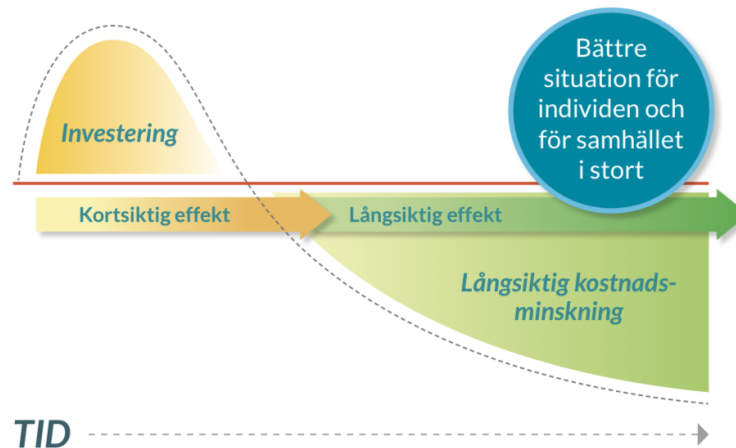 Bättre
situation för
individen och
för samhället
i stort
Investering
Kortsiktig effekt
Långsiktig effekt
Långsiktig kostnads-
minskning
TID